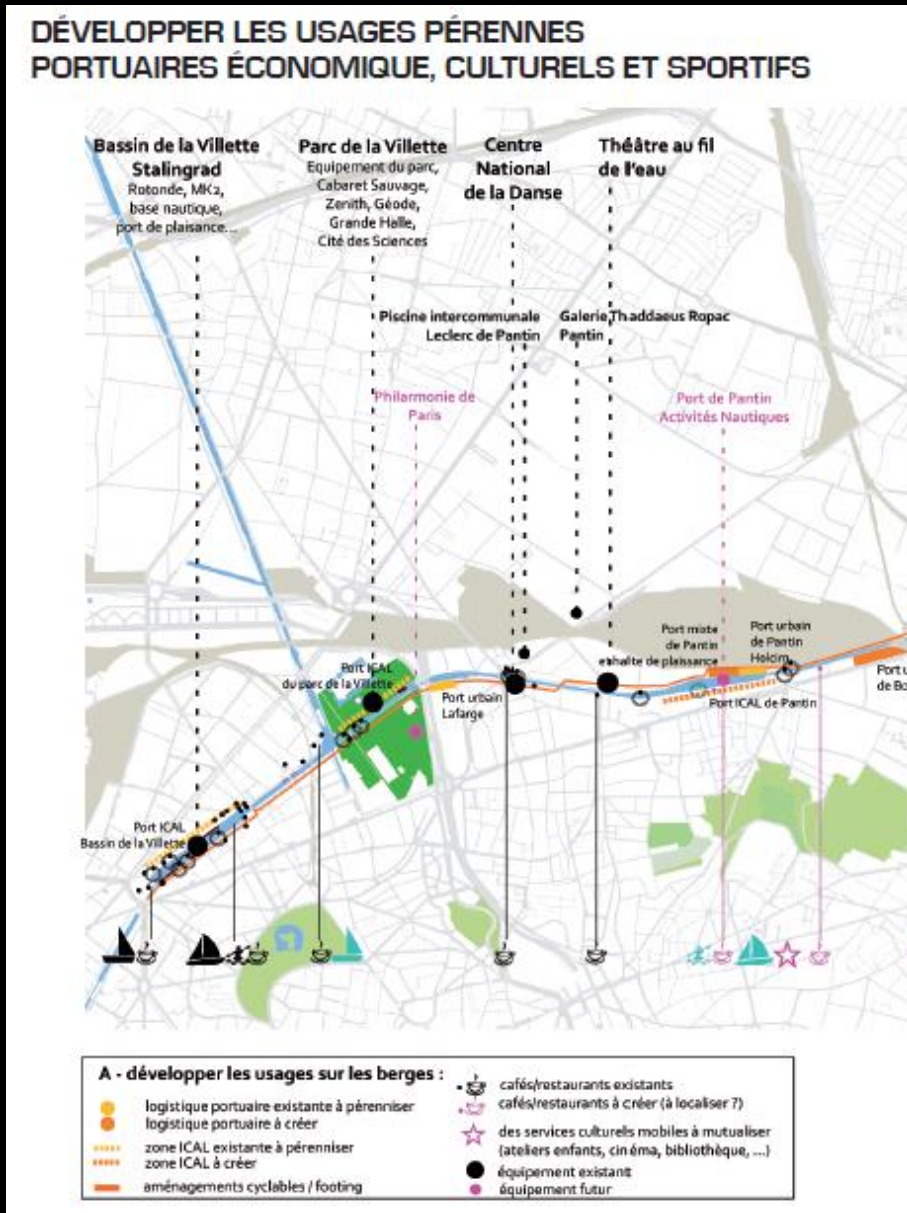 DÉVELOPPER LES USAGES PÉRENNES
PORTUAIRES ÉCONOMIQUE, CULTURELS ET SPORTIFS
Bassin de la Villette
Stalingrad
Rotonde, MK2,
base nautique,
port de plaisance...
Parc de la Villette
Equipement du parc,
Cabaret Sauvage,
Zenith, Géode,
Grande Halle,
Cité des Sciences
Centre
National
de la Danse
Théâtre au fil
de l'eau
Piscine intercommunale
Leclerc de Pantin
Galerie Thaddaeus Ropac
Pantin
Philarmonie de
Paris
Port de Pantin
Activités Nautiques
Port ICAL
du parc de la Villette
Port urbain
Lafarge
Port mixte
de Pantin
et halte de plaissance
Port urbain
de Pantin
Holcim
Port ICAL de Pantin
Port u
de Bo
Port ICAL
Bassin de la Villette
A - développer les usages sur les berges :
logistique portuaire existante à pérenniser
logistique portuaire à créer
zone ICAL existante à pérenniser
zone ICAL à créer
aménagements cyclables / footing
cafés/restaurants existants
cafés/restaurants à créer (à localiser ?)
des services culturels mobiles à mutualiser
(ateliers enfants, cinéma, bibliothèque, ...)
équipement existant
équipement futur